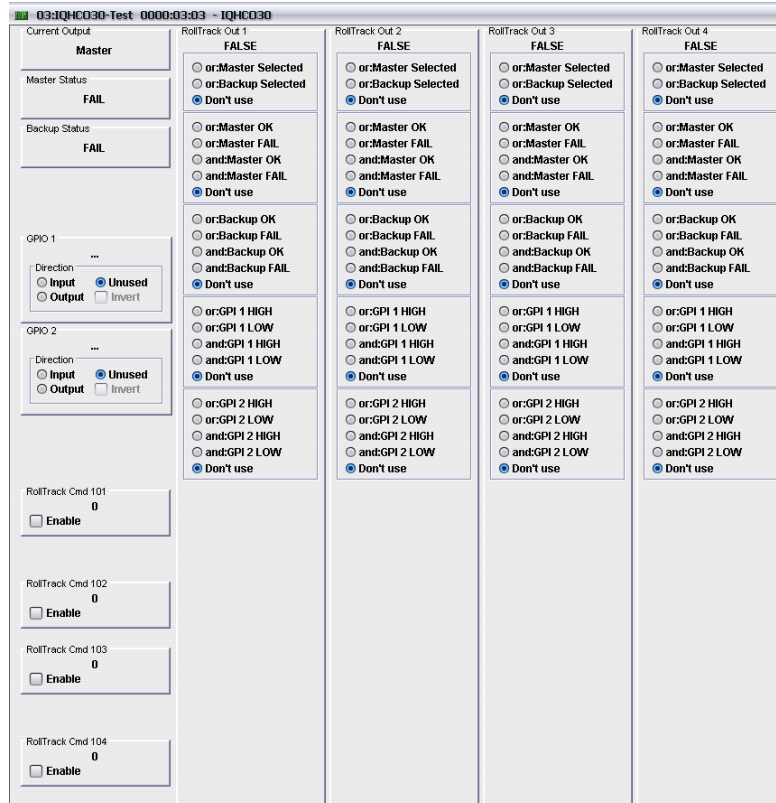 03:IQHCO30-Test 0000:03:03 - IQHCO30
Current Output
Master
Master Status
FAIL
Backup Status
FAIL
GPIO 1
...
Direction
Input
Unused
Output
Invert
GPIO 2
...
Direction
Input
Unused
Output
Invert
RollTrack Cmd 101
0
Enable
RollTrack Cmd 102
0
Enable
RollTrack Cmd 103
0
Enable
RollTrack Cmd 104
0
Enable
RollTrack Out 1
FALSE
or:Master Selected
or:Backup Selected
Don't use
or:Master OK
or:Master FAIL
and:Master OK
and:Master FAIL
Don't use
or:Backup OK
or:Backup FAIL
and:Backup OK
and:Backup FAIL
Don't use
or:GPI 1 HIGH
or:GPI 1 LOW
and:GPI 1 HIGH
and:GPI 1 LOW
Don't use
or:GPI 2 HIGH
or:GPI 2 LOW
and:GPI 2 HIGH
and:GPI 2 LOW
Don't use
RollTrack Out 2
FALSE
or:Master Selected
or:Backup Selected
Don't use
or:Master OK
or:Master FAIL
and:Master OK
and:Master FAIL
Don't use
or:Backup OK
or:Backup FAIL
and:Backup OK
and:Backup FAIL
Don't use
or:GPI 1 HIGH
or:GPI 1 LOW
and:GPI 1 HIGH
and:GPI 1 LOW
Don't use
or:GPI 2 HIGH
or:GPI 2 LOW
and:GPI 2 HIGH
and:GPI 2 LOW
Don't use
RollTrack Out 3
FALSE
or:Master Selected
or:Backup Selected
Don't use
or:Master OK
or:Master FAIL
and:Master OK
and:Master FAIL
Don't use
or:Backup OK
or:Backup FAIL
and:Backup OK
and:Backup FAIL
Don't use
or:GPI 1 HIGH
or:GPI 1 LOW
and:GPI 1 HIGH
and:GPI 1 LOW
Don't use
or:GPI 2 HIGH
or:GPI 2 LOW
and:GPI 2 HIGH
and:GPI 2 LOW
Don't use
RollTrack Out 4
FALSE
or:Master Selected
or:Backup Selected
Don't use
or:Master OK
or:Master FAIL
and:Master OK
and:Master FAIL
Don't use
or:Backup OK
or:Backup FAIL
and:Backup OK
and:Backup FAIL
Don't use
or:GPI 1 HIGH
or:GPI 1 LOW
and:GPI 1 HIGH
and:GPI 1 LOW
Don't use
or:GPI 2 HIGH
or:GPI 2 LOW
and:GPI 2 HIGH
and:GPI 2 LOW
Don't use